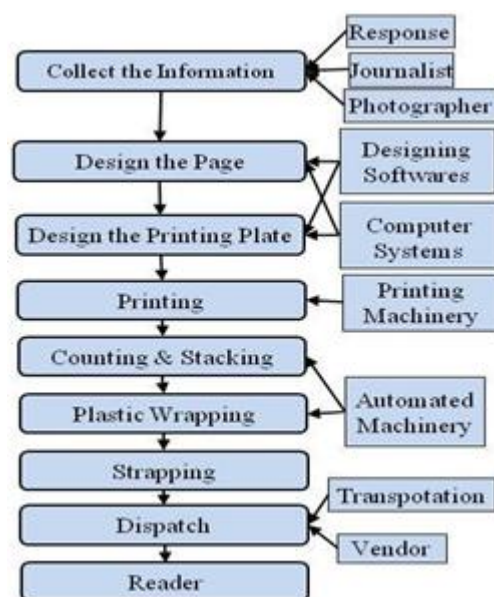 Response
Collect the Information
Journalist
Photographer
Design the Page
Designing
Softwares
Design the Printing Plate
Computer
Systems
Printing
Printing
Machinery
Counting & Stacking
Plastic Wrapping
Automated
Machinery
Strapping
Transpotation
Dispatch
Vendor
Reader